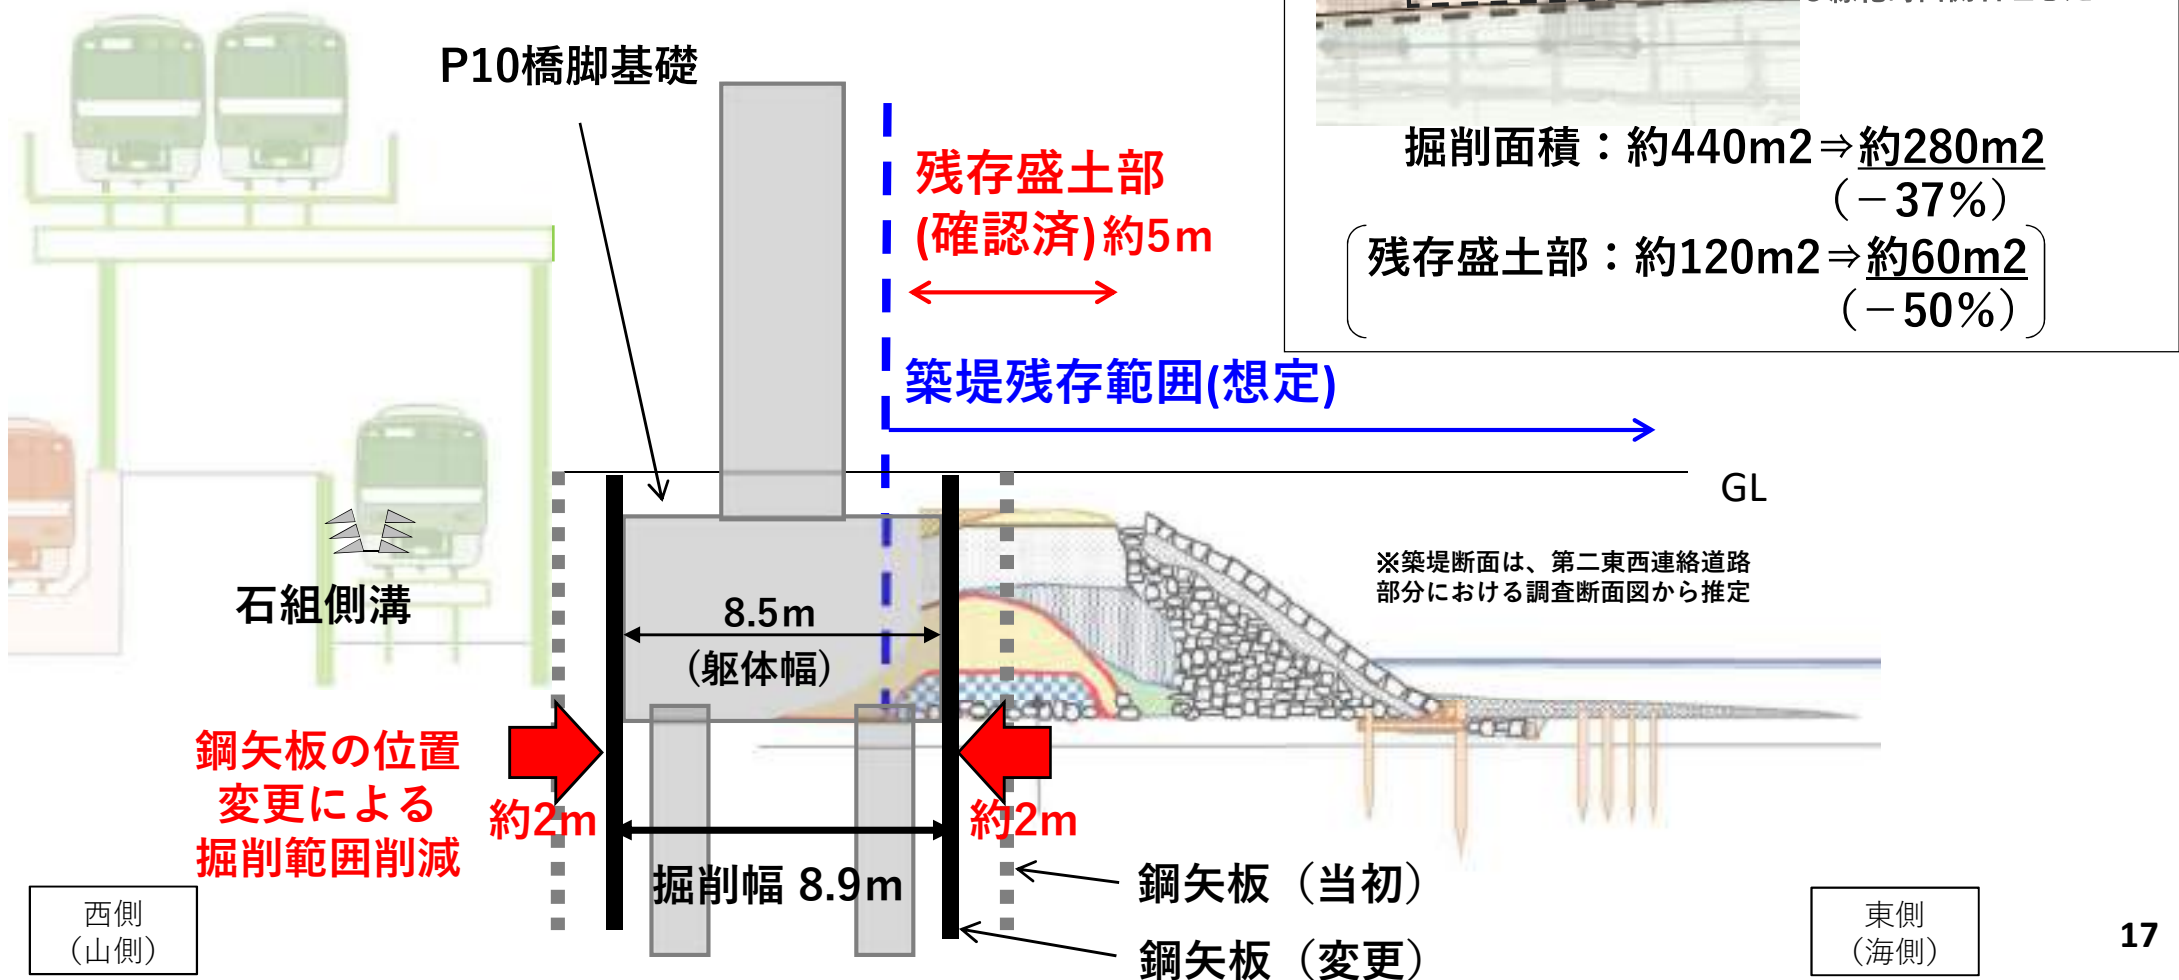 P10橋脚基礎
残存盛土部
(確認済)約5m
掘削面積：約440m2⇒約280m2
（－37%）
残存盛土部：約120m2⇒約60m2
（－50%）
築堤残存範囲(想定)
GL
※築堤断面は、第二東西連絡道路
部分における調査断面図から推定
石組側溝
8.5m
（躯体幅）
鋼矢板の位置
変更による
掘削範囲削減
約2m
約2m
掘削幅 8.9m
鋼矢板（当初）
鋼矢板（変更）
西側
（山側）
東側
（海側）
17